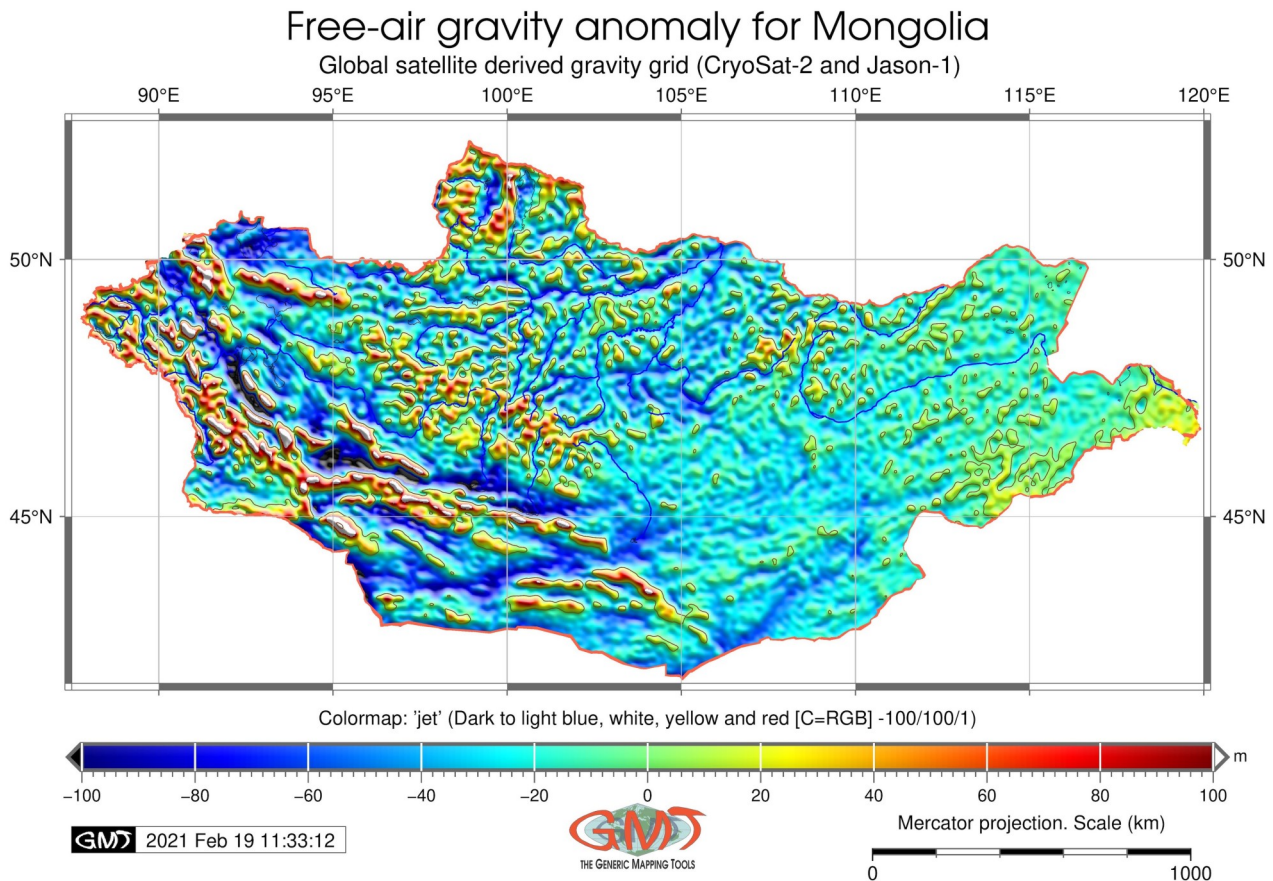 Free-air gravity anomaly for Mongolia
Global satellite derived gravity grid (CryoSat-2 and Jason-1)
90°E 95°E 100°E 105°E 110°E 115°E 120°E
50°N 50°N
45°N 45°N
Colormap: 'jet' (Dark to light blue, white, yellow and red [C=RGB] -100/100/1)
m
−100 −80 −60 −40 −20 0 20 40 60 80 100
GMT 2021 Feb 19 11:33:12
GMT
THE GENERIC MAPPING TOOLS
Mercator projection. Scale (km)
0 1000